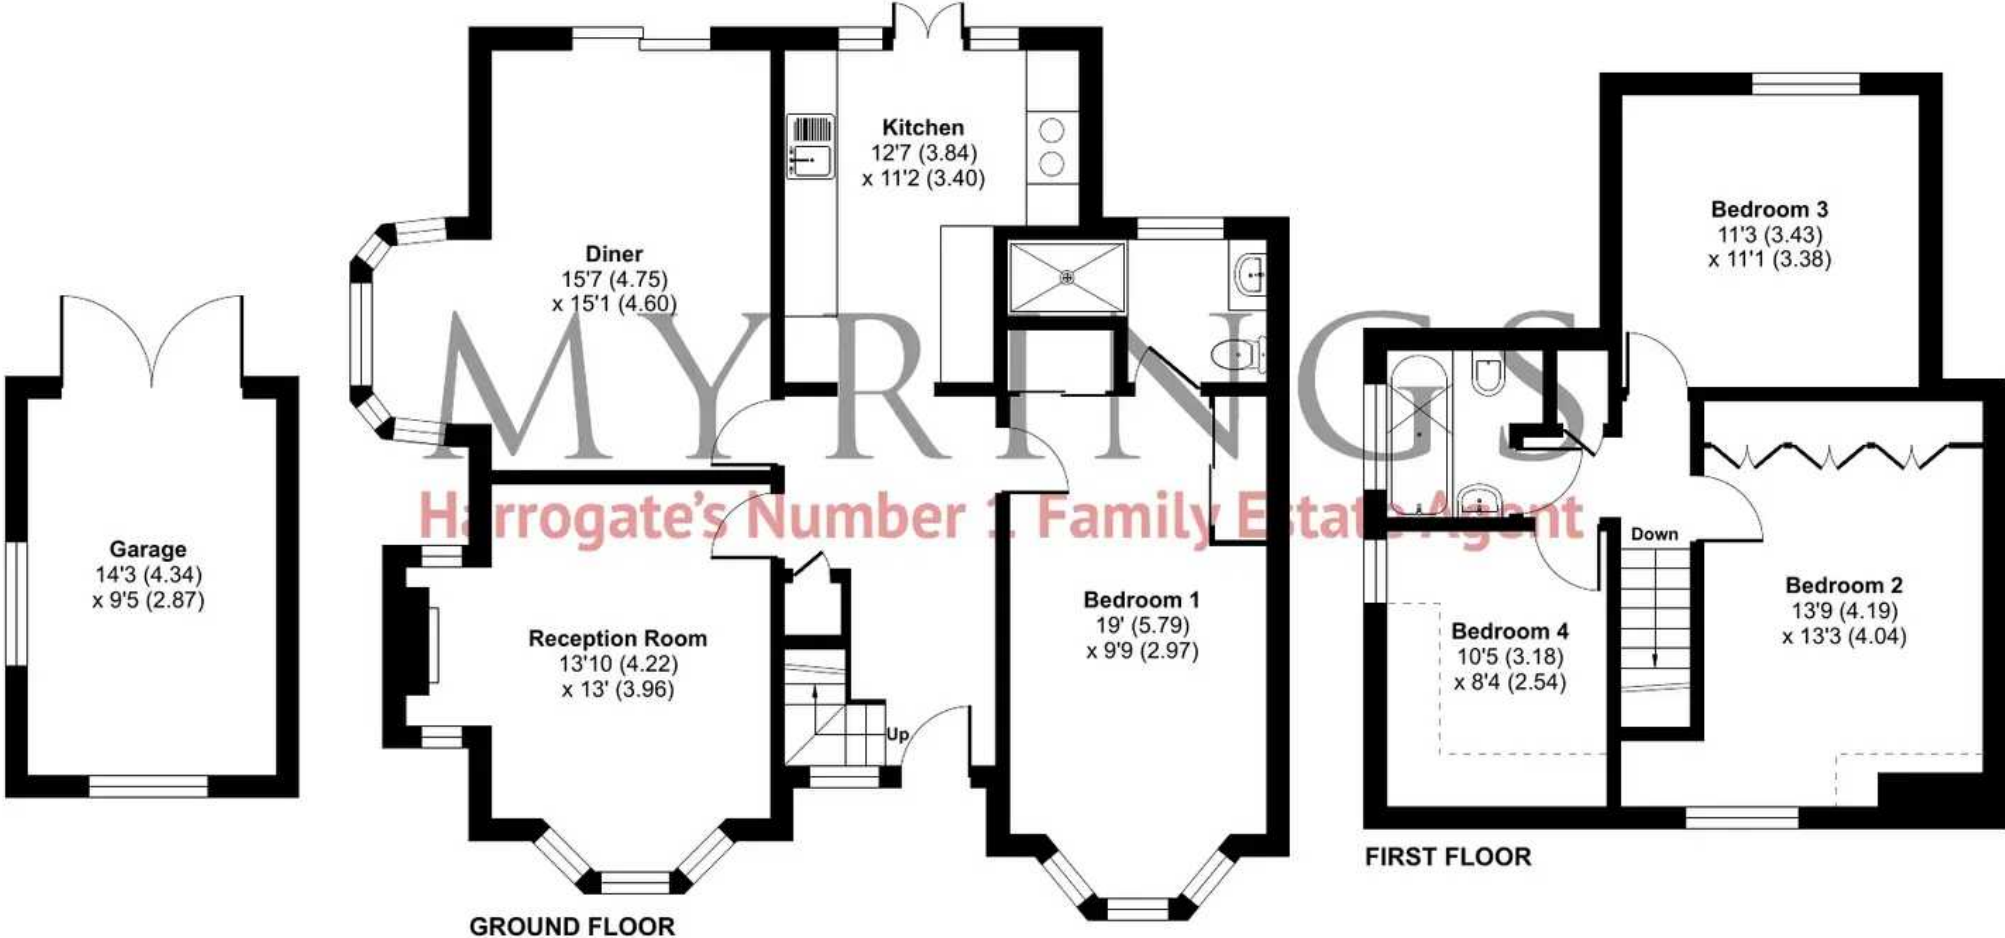 Kitchen
12'7 (3.84)
x 11'2 (3.40)
Diner
15'7 (4.75)
x 15'1 (4.60)
Bedroom 3
11'3 (3.43)
x 11'1 (3.38)
MYRINGS
Harrogate's Number 1 Family Estate Agent
Garage
14'3 (4.34)
x 9'5 (2.87)
Reception Room
13'10 (4.22)
x 13' (3.96)
Up
Bedroom 1
19' (5.79)
x 9'9 (2.97)
Down
Bedroom 4
10'5 (3.18)
x 8'4 (2.54)
Bedroom 2
13'9 (4.19)
x 13'3 (4.04)
GROUND FLOOR
FIRST FLOOR